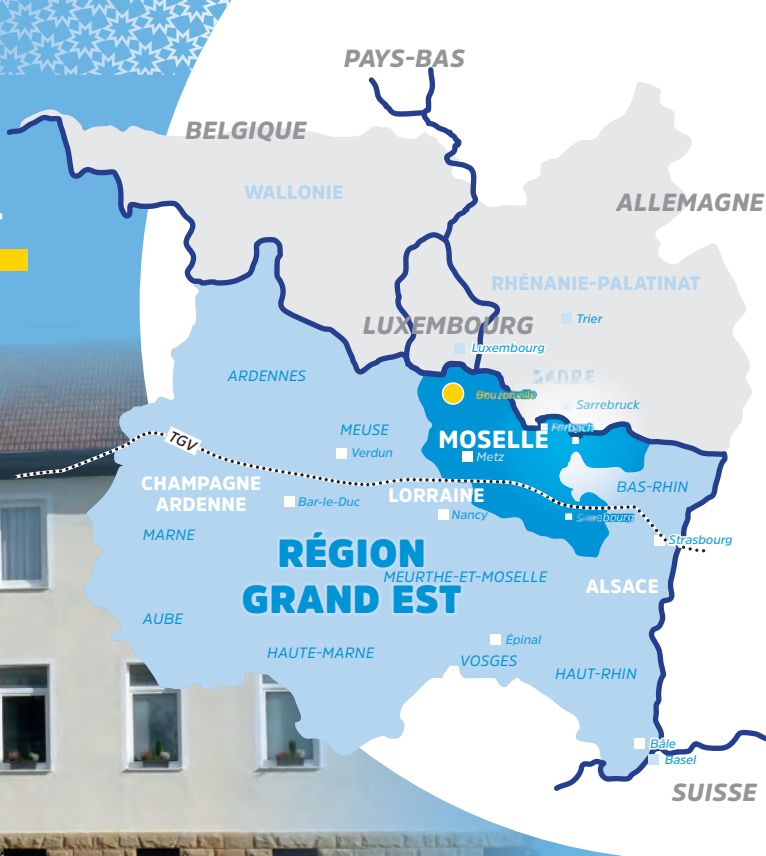 PAYS-BAS
BELGIQUE
WALLONIE
ALLEMAGNE
RHÉNANIE-PALATINAT
Trier
LUXEMBOURG
Luxembourg
SARRE
ARDENNES
Bouzonville
Sarrebruck
MEUSE
Forbach
TGV
MOSELLE
Verdun
Metz
CHAMPAGNE
ARDENNE
LORRAINE
BAS-RHIN
Bar-le-Duc
Nancy
Sarrebourg
MARNE
Strasbourg
RÉGION
GRAND EST
MEURTHE-ET-MOSELLE
ALSACE
AUBE
Épinal
HAUTE-MARNE
VOSGES
HAUT-RHIN
Bâle
Basel
SUISSE